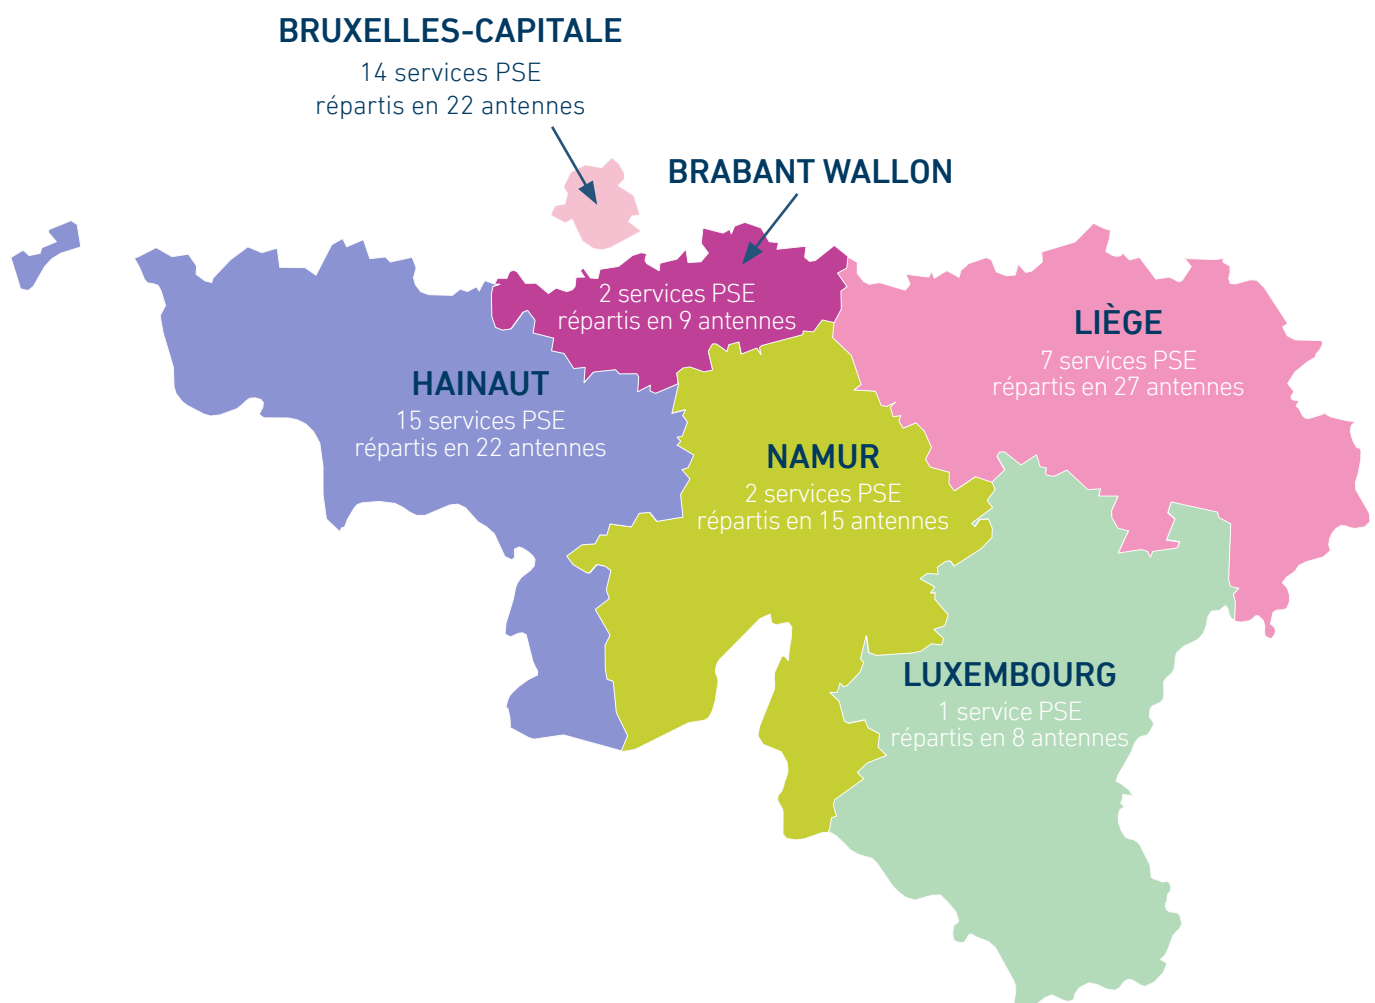 BRUXELLES-CAPITALE
14 services PSE
répartis en 22 antennes
BRABANT WALLON
2 services PSE
répartis en 9 antennes
LIÈGE
7 services PSE
répartis en 27 antennes
HAINAUT
15 services PSE
répartis en 22 antennes
NAMUR
2 services PSE
répartis en 15 antennes
LUXEMBOURG
1 service PSE
répartis en 8 antennes